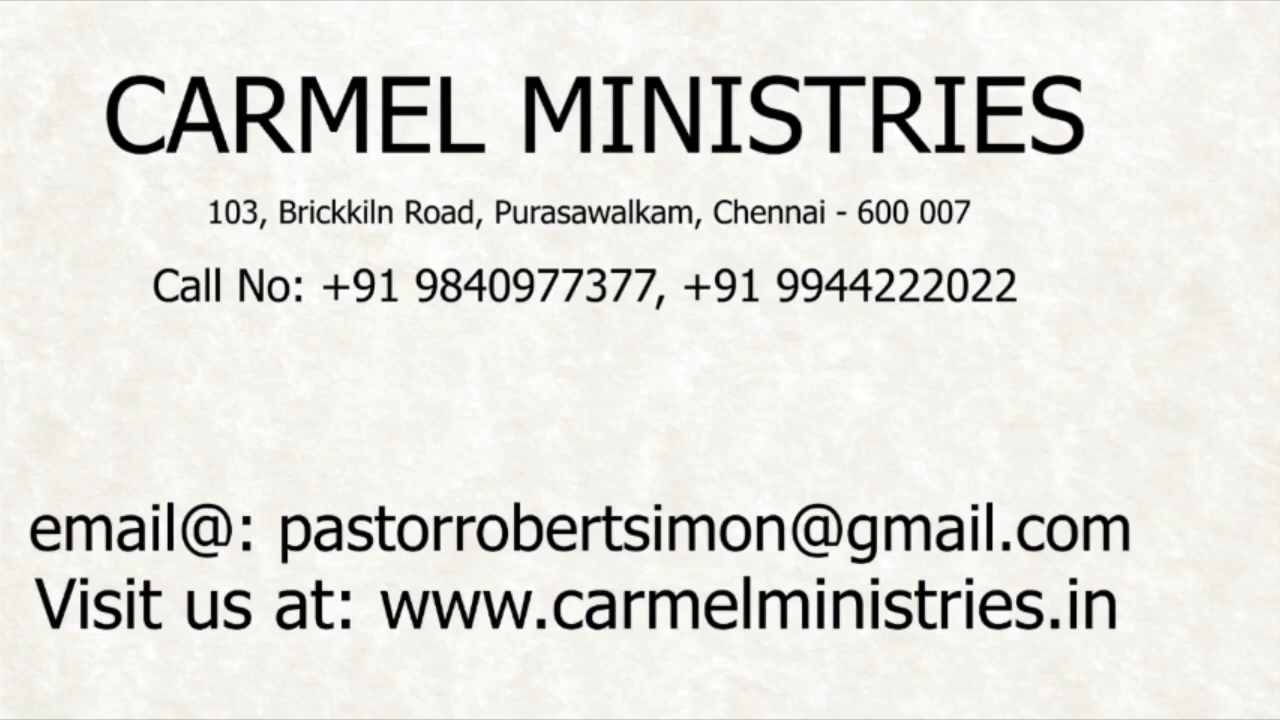 CARMEL MINISTRIES
103, Brickkiln Road, Purasawalkam, Chennai - 600 007
Call No: +91 9840977377, +91 9944222022
email@: pastorrobertsimon@gmail.com
Visit us at: www.carmelministries.in